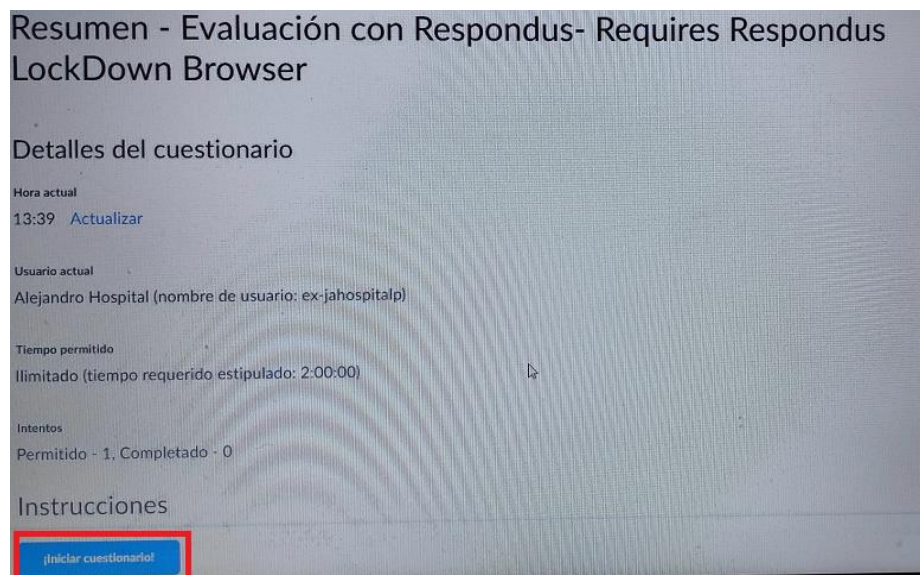 Resumen - Evaluación con Respondus- Requires Respondus
LockDown Browser
Detalles del cuestionario
Hora actual
13:39 Actualizar
Usuario actual
Alejandro Hospital (nombre de usuario: ex-jahospitalp)
Tiempo permitido
Ilimitado (tiempo requerido estipulado: 2:00:00)
Intentos
Permitido - 1, Completado - 0
Instrucciones
¡Iniciar cuestionario!